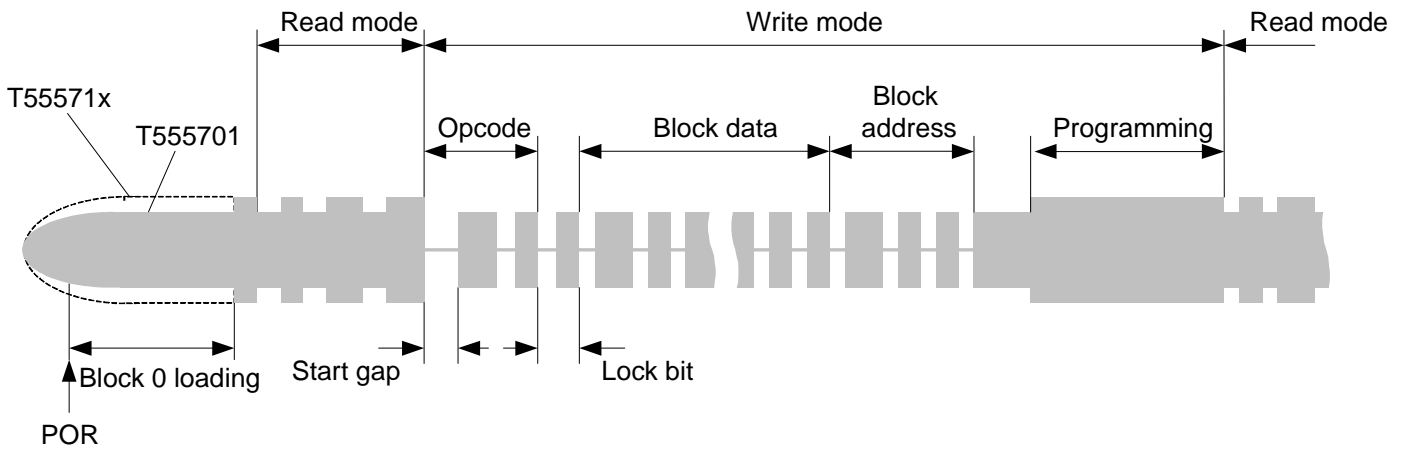 Read mode
Write mode
Read mode
T55571x
T555701
Opcode
Block data
Block
address
Programming
Block 0 loading
Start gap
Lock bit
POR